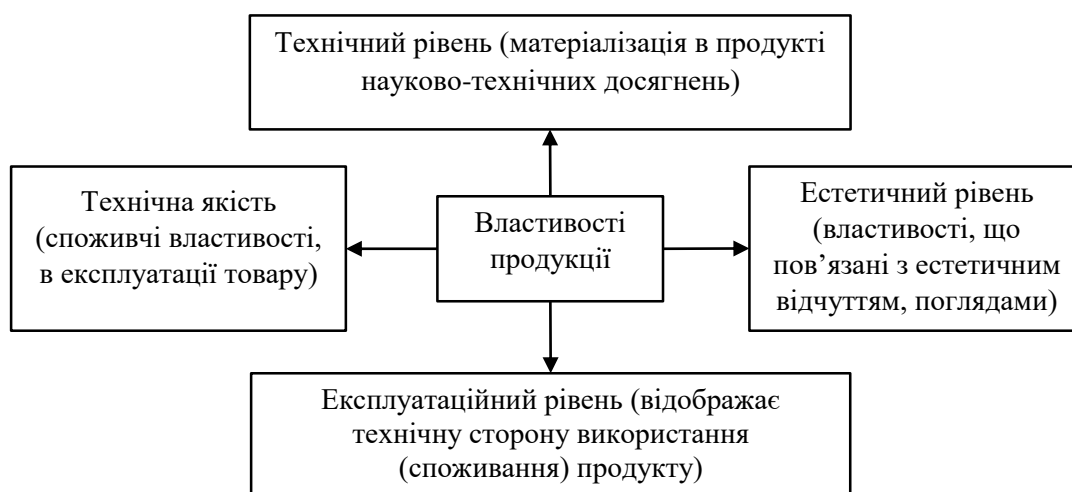 Технічний рівень (матеріалізація в продукті
науково-технічних досягнень)
Технічна якість
(споживчі властивості,
в експлуатації товару)
Властивості
продукції
Естетичний рівень
(властивості, що
пов’язані з естетичним
відчуттям, поглядами)
Експлуатаційний рівень (відображає
технічну сторону використання
(споживання) продукту)